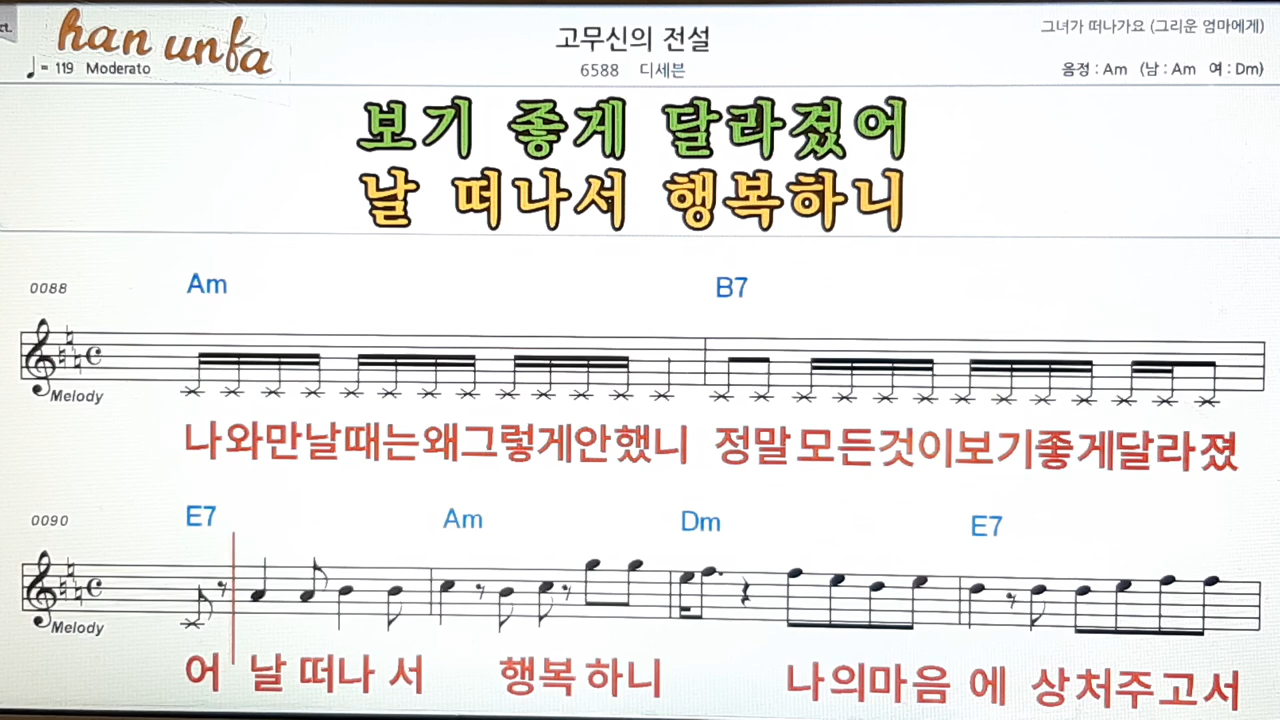 ct.
han unfa
고무신의 전설
그녀가 떠나가요 (그리운 엄마에게)
♩= 119 Moderato
6588 디세븐
음정 : Am (남 : Am 여 : Dm)
보기 좋게 달라졌어
날 떠나서 행복하니
0088
Am B7
Melody
나와만날때는왜그렇게안했니 정말모든것이보기좋게달라졌
0090
E7 Am Dm E7
Melody
어 날 떠나 서 행복 하니 나의마음 에 상처주고서